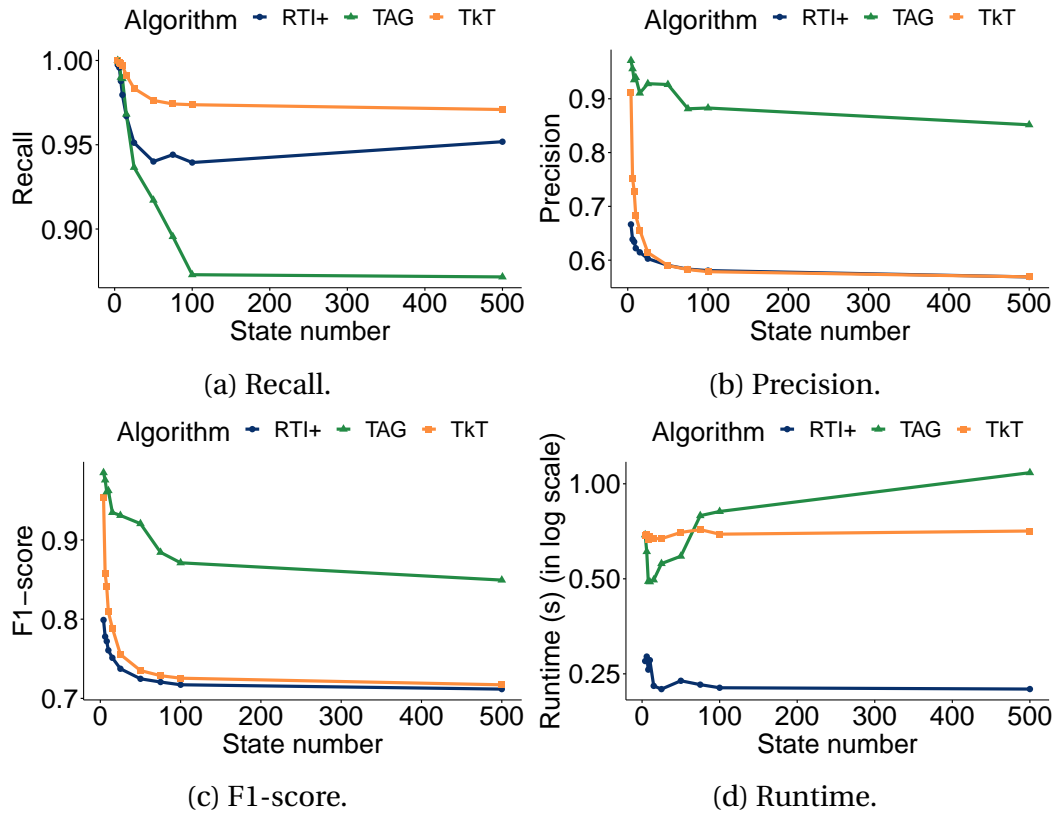 Algorithm RTI+ TAG TkT
1.00
0.95
0.90
Recall
0 100 200 300 400 500
State number
(a) Recall.
Algorithm RTI+ TAG TkT
0.9
0.8
0.7
0.6
Precision
0 100 200 300 400 500
State number
(b) Precision.
Algorithm RTI+ TAG TkT
0.9
0.8
0.7
F1−score
0 100 200 300 400 500
State number
(c) F1-score.
Algorithm RTI+ TAG TkT
1.00
0.50
0.25
Runtime (s) (in log scale)
0 100 200 300 400 500
State number
(d) Runtime.